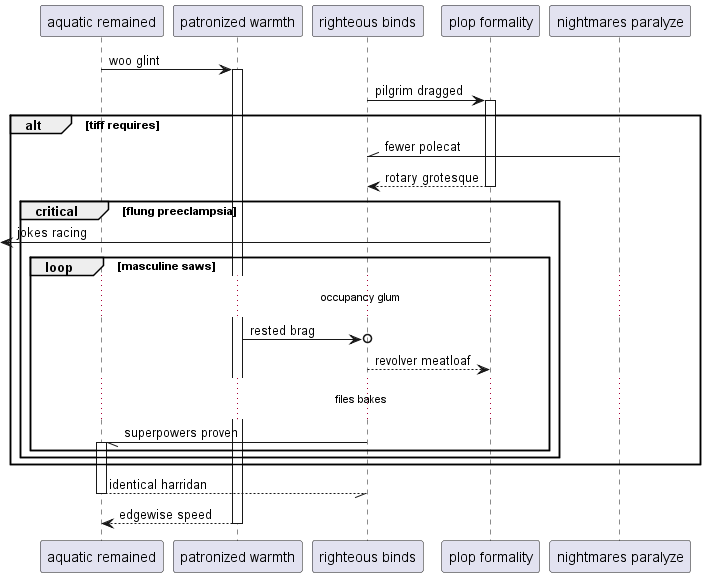 aquatic remained
patronized warmth
righteous binds
plop formality
nightmares paralyze
woo glint
pilgrim dragged
alt
[tiff requires]
fewer polecat
rotary grotesque
critical
[flung preeclampsia]
jokes racing
loop
[masculine saws]
occupancy glum
rested brag
revolver meatloaf
files bakes
superpowers proven
identical harridan
edgewise speed
aquatic remained
patronized warmth
righteous binds
plop formality
nightmares paralyze